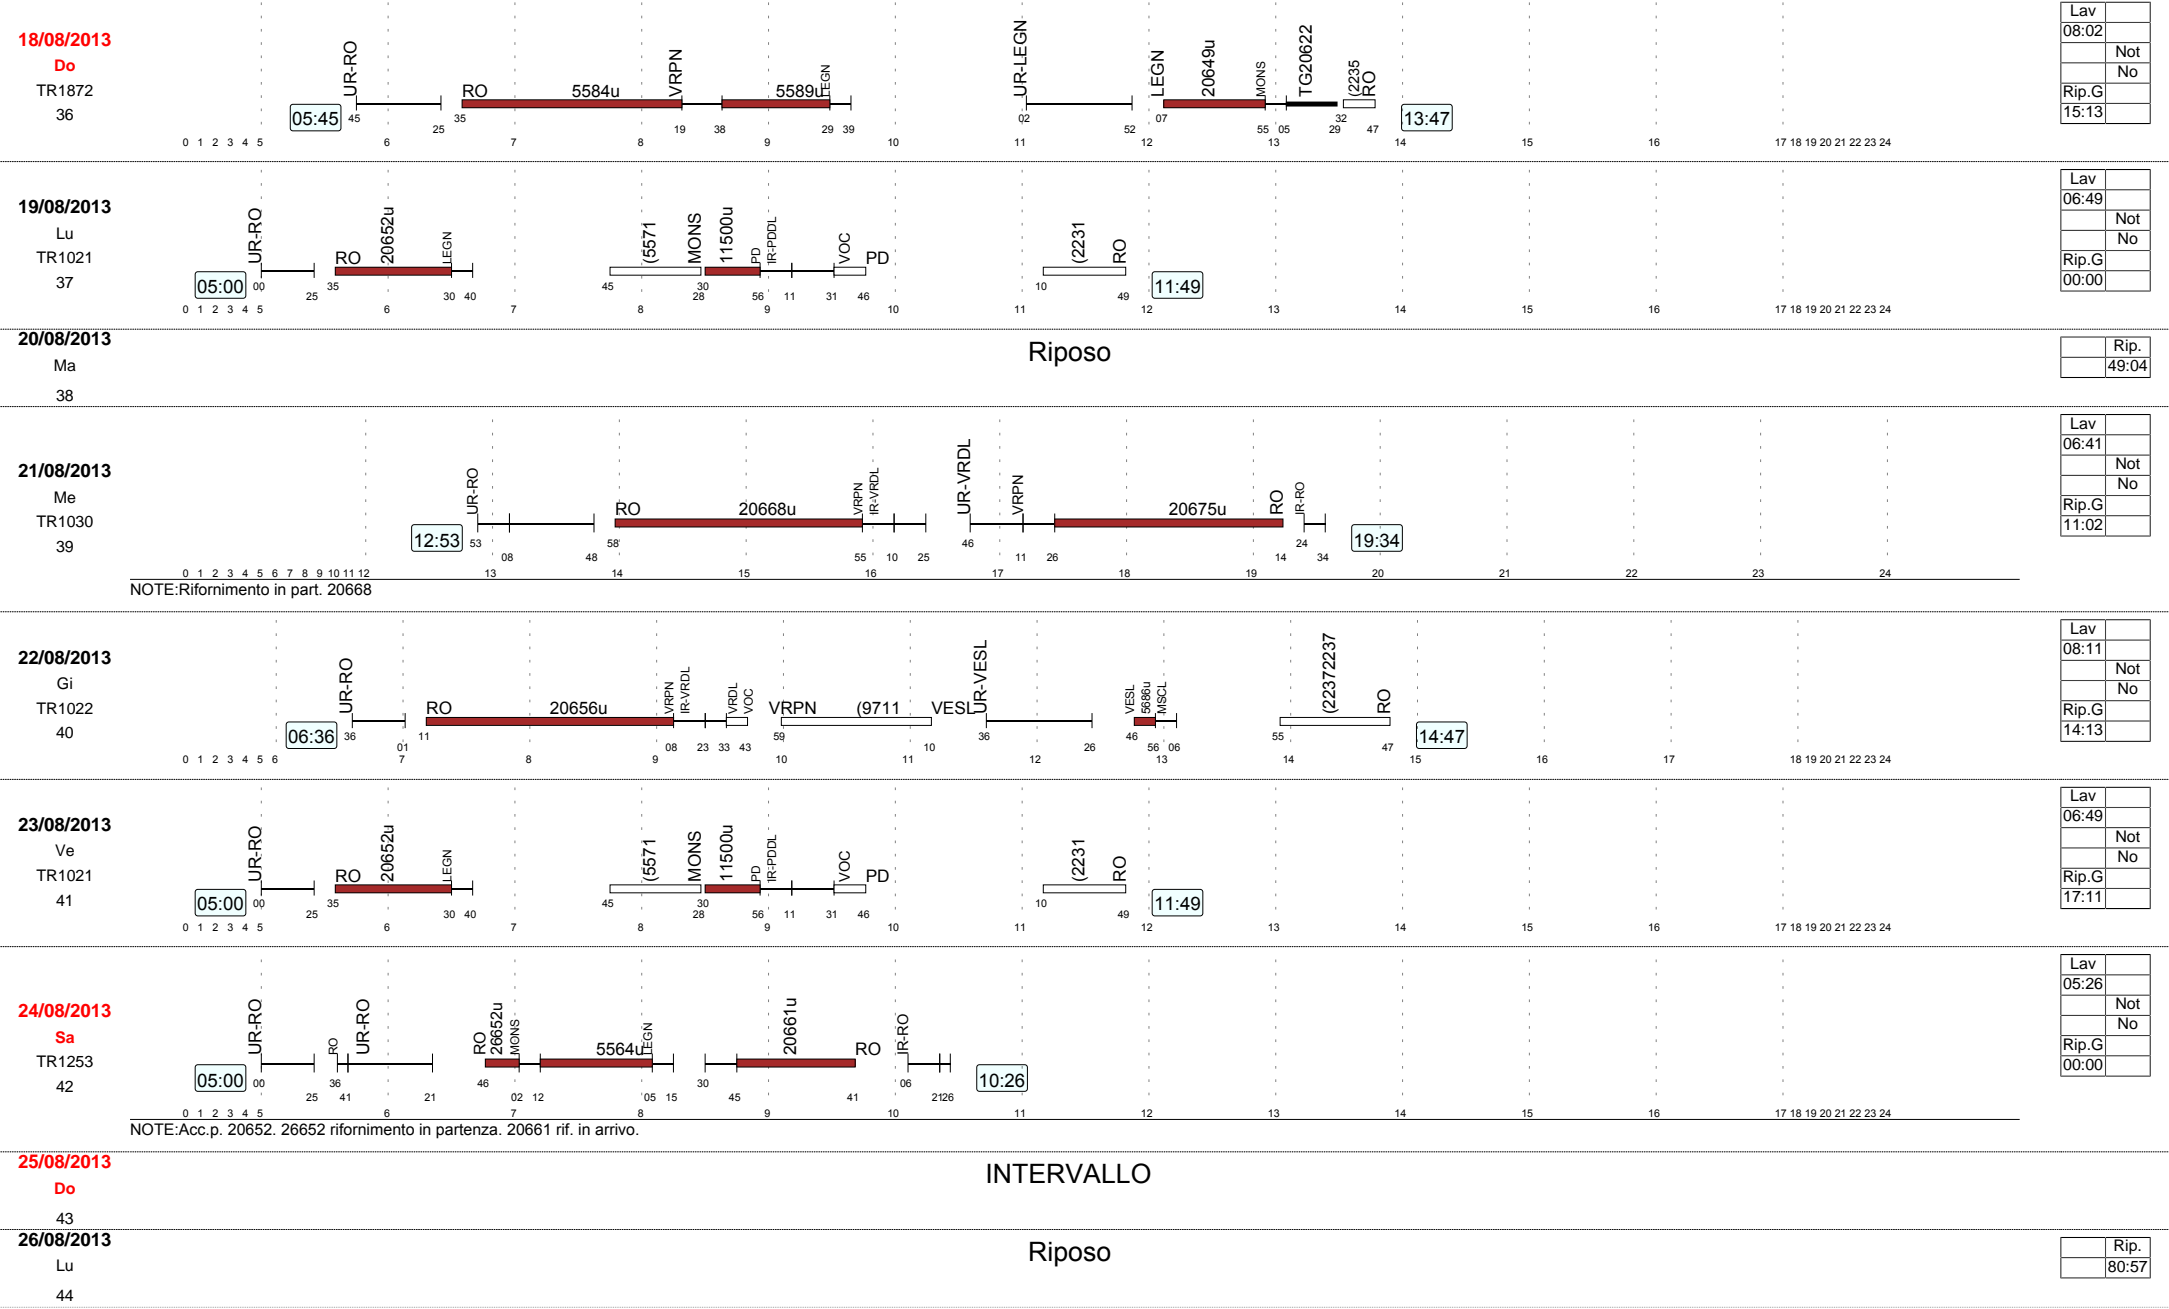 18/08/2013
Do
TR1872
36
05:45
UR-RO
RO
5584u
VRPN
5589u
LEGN
UR-LEGN
LEGN
20649u
MONS
TG20622
(2235
RO
13:47
45 25 35 19 38 29 39 02 52 07 55 05 29 32 47
0 1 2 3 4 5 6 7 8 9 10 11 12 13 14 15 16 17 18 19 20 21 22 23 24
Lav
08:02
Not
No
Rip.G
15:13
19/08/2013
Lu
TR1021
37
05:00
UR-RO
RO
20652u
LEGN
(5571
MONS
11500u
PD
IR-PDDL
VOC
PD
(2231
RO
11:49
00 25 35 30 40 45 28 30 56 11 31 46 10 49
0 1 2 3 4 5 6 7 8 9 10 11 12 13 14 15 16 17 18 19 20 21 22 23 24
Lav
06:49
Not
No
Rip.G
00:00
20/08/2013
Ma
38
Riposo
Rip.
49:04
21/08/2013
Me
TR1030
39
12:53
UR-RO
RO
20668u
VRPN
IR-VRDL
UR-VRDL
VRPN
20675u
RO
IR-RO
19:34
53 08 48 58 55 10 25 46 11 26 14 24 34
0 1 2 3 4 5 6 7 8 9 10 11 12 13 14 15 16 17 18 19 20 21 22 23 24
NOTE:Rifornimento in part. 20668
Lav
06:41
Not
No
Rip.G
11:02
22/08/2013
Gi
TR1022
40
06:36
UR-RO
RO
20656u
VRPN
IR-VRDL
VRDL
VOC
VRPN
(9711
VESL
UR-VESL
VESL
5686u
MSCL
(22372237
RO
14:47
36 01 11 08 23 33 43 59 10 36 26 46 56 06 55 47
0 1 2 3 4 5 6 7 8 9 10 11 12 13 14 15 16 17 18 19 20 21 22 23 24
Lav
08:11
Not
No
Rip.G
14:13
23/08/2013
Ve
TR1021
41
05:00
UR-RO
RO
20652u
LEGN
(5571
MONS
11500u
PD
IR-PDDL
VOC
PD
(2231
RO
11:49
00 25 35 30 40 45 28 30 56 11 31 46 10 49
0 1 2 3 4 5 6 7 8 9 10 11 12 13 14 15 16 17 18 19 20 21 22 23 24
Lav
06:49
Not
No
Rip.G
17:11
24/08/2013
Sa
TR1253
42
05:00
UR-RO
RO
UR-RO
RO
26652u
MONS
5564u
LEGN
20661u
RO
IR-RO
10:26
00 25 36 41 21 46 02 12 05 15 30 45 41 06 21 26
0 1 2 3 4 5 6 7 8 9 10 11 12 13 14 15 16 17 18 19 20 21 22 23 24
NOTE:Acc.p. 20652. 26652 rifornimento in partenza. 20661 rif. in arrivo.
Lav
05:26
Not
No
Rip.G
00:00
25/08/2013
Do
43
INTERVALLO
26/08/2013
Lu
44
Riposo
Rip.
80:57